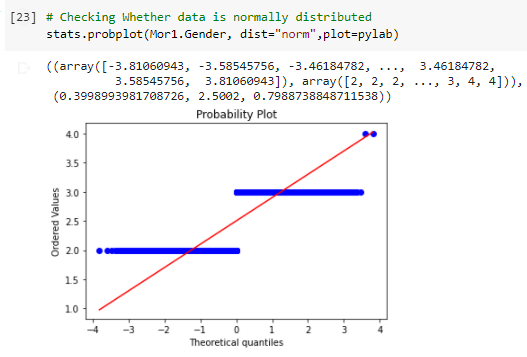 [23] # Checking Whether data is normally distributed
stats.probplot(Mor1.Gender, dist="norm",plot=pylab)
((array([-3.81060943, -3.58545756, -3.46184782, ..., 3.46184782,
3.58545756, 3.81060943]), array([2, 2, 2, ..., 3, 4, 4])),
(0.3998993981708726, 2.5002, 0.7988738848711538))
Probability Plot
4.0
3.5
3.0
2.5
2.0
1.5
1.0
Ordered Values
−4 −3 −2 −1 0 1 2 3 4
Theoretical quantiles